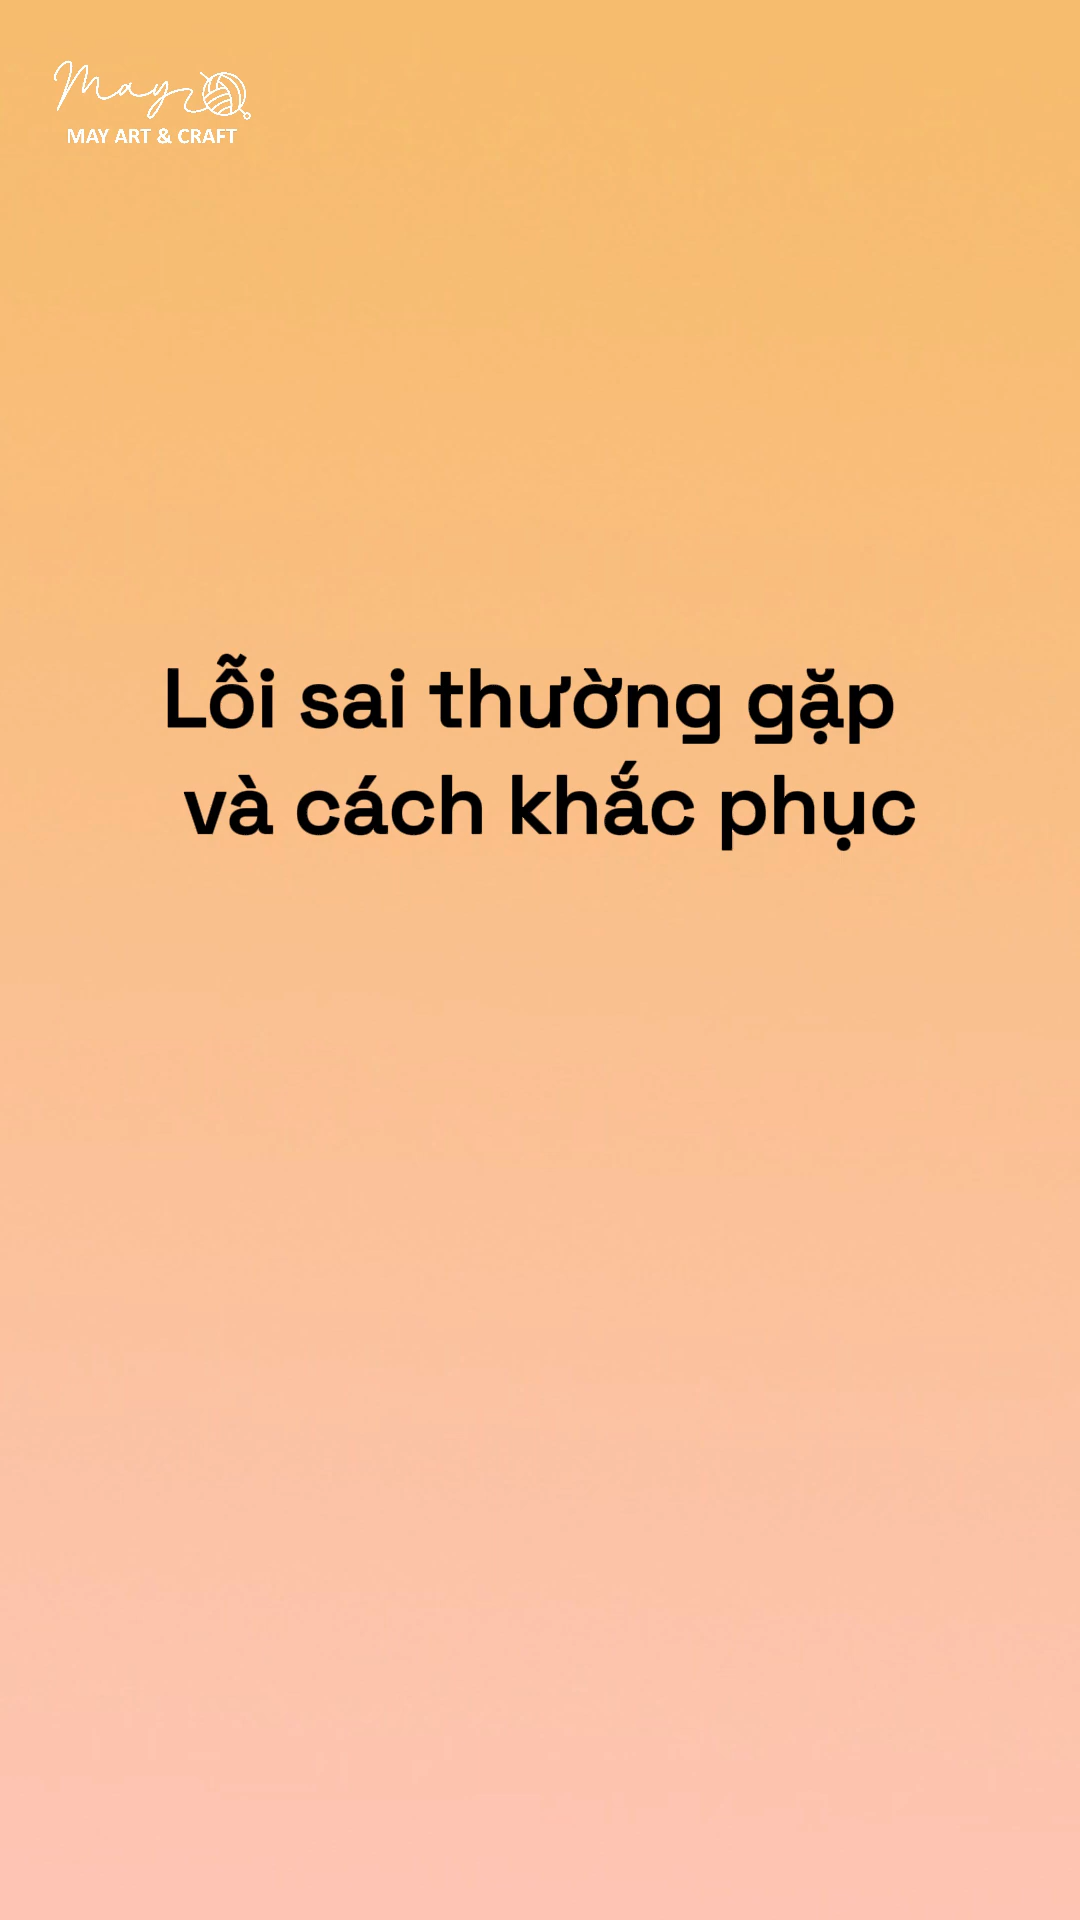 May
MAY ART & CRAFT
Lỗi sai thường gặp
và cách khắc phục